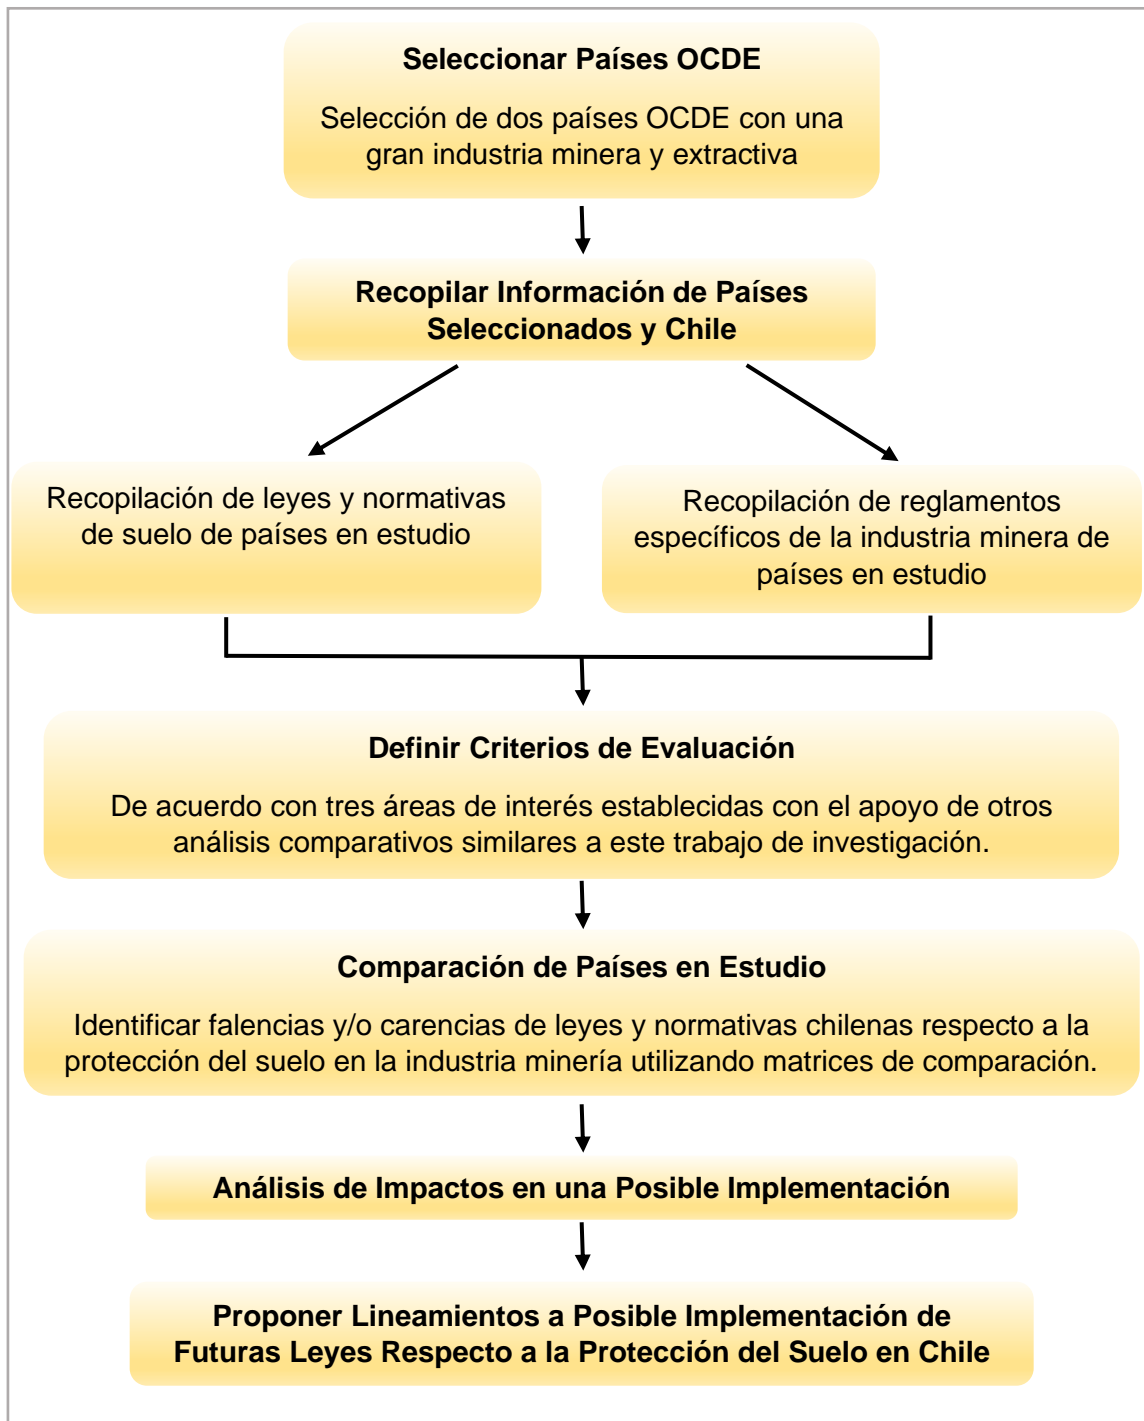 Seleccionar Países OCDE
Selección de dos países OCDE con una
gran industria minera y extractiva
Recopilar Información de Países
Seleccionados y Chile
Recopilación de leyes y normativas
de suelo de países en estudio
Recopilación de reglamentos
específicos de la industria minera de
países en estudio
Definir Criterios de Evaluación
De acuerdo con tres áreas de interés establecidas con el apoyo de otros
análisis comparativos similares a este trabajo de investigación.
Comparación de Países en Estudio
Identificar falencias y/o carencias de leyes y normativas chilenas respecto a la
protección del suelo en la industria minería utilizando matrices de comparación.
Análisis de Impactos en una Posible Implementación
Proponer Lineamientos a Posible Implementación de
Futuras Leyes Respecto a la Protección del Suelo en Chile